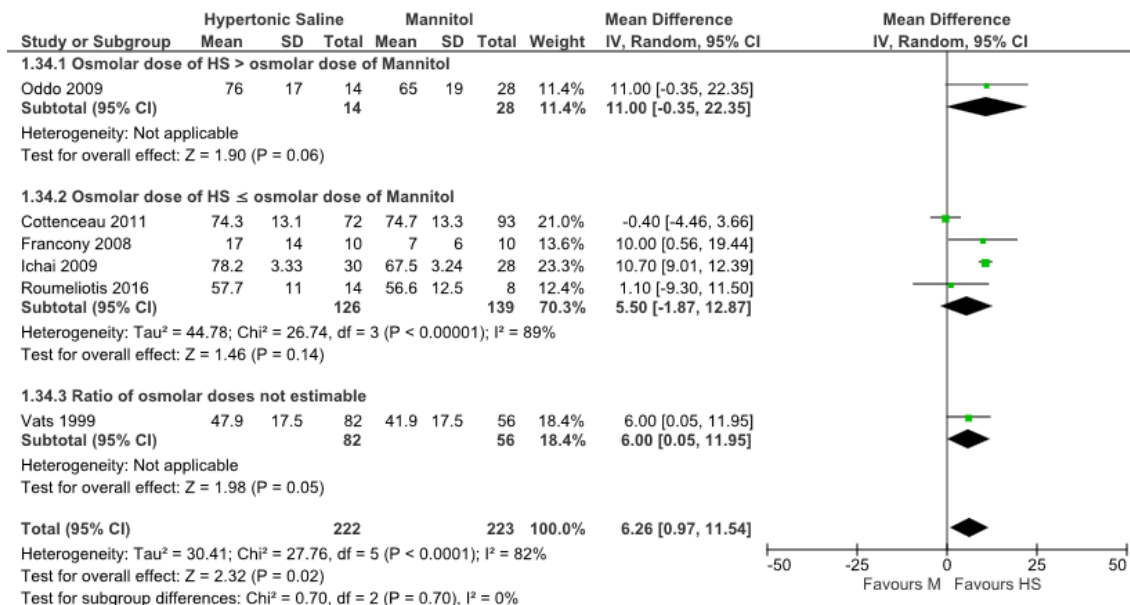 Hypertonic Saline Mannitol Mean Difference Mean Difference
Study or Subgroup Mean SD Total Mean SD Total Weight IV, Random, 95% CI IV, Random, 95% CI
1.34.1 Osmolar dose of HS > osmolar dose of Mannitol
Oddo 2009 76 17 14 65 19 28 11.4% 11.00 [-0.35, 22.35]
Subtotal (95% CI) 14 28 11.4% 11.00 [-0.35, 22.35]
Heterogeneity: Not applicable
Test for overall effect: Z = 1.90 (P = 0.06)
1.34.2 Osmolar dose of HS ≤ osmolar dose of Mannitol
Cottenceau 2011 74.3 13.1 72 74.7 13.3 93 21.0% -0.40 [-4.46, 3.66]
Francony 2008 17 14 10 7 6 10 13.6% 10.00 [0.56, 19.44]
Ichai 2009 78.2 3.33 30 67.5 3.24 28 23.3% 10.70 [9.01, 12.39]
Roumeliotis 2016 57.7 11 14 56.6 12.5 8 12.4% 1.10 [-9.30, 11.50]
Subtotal (95% CI) 126 139 70.3% 5.50 [-1.87, 12.87]
Heterogeneity: Tau² = 44.78; Chi² = 26.74, df = 3 (P < 0.00001); I² = 89%
Test for overall effect: Z = 1.46 (P = 0.14)
1.34.3 Ratio of osmolar doses not estimable
Vats 1999 47.9 17.5 82 41.9 17.5 56 18.4% 6.00 [0.05, 11.95]
Subtotal (95% CI) 82 56 18.4% 6.00 [0.05, 11.95]
Heterogeneity: Not applicable
Test for overall effect: Z = 1.98 (P = 0.05)
Total (95% CI) 222 223 100.0% 6.26 [0.97, 11.54]
Heterogeneity: Tau² = 30.41; Chi² = 27.76, df = 5 (P < 0.0001); I² = 82%
Test for overall effect: Z = 2.32 (P = 0.02)
Test for subgroup differences: Chi² = 0.70, df = 2 (P = 0.70), I² = 0%
-50 -25 0 25 50
Favours M Favours HS